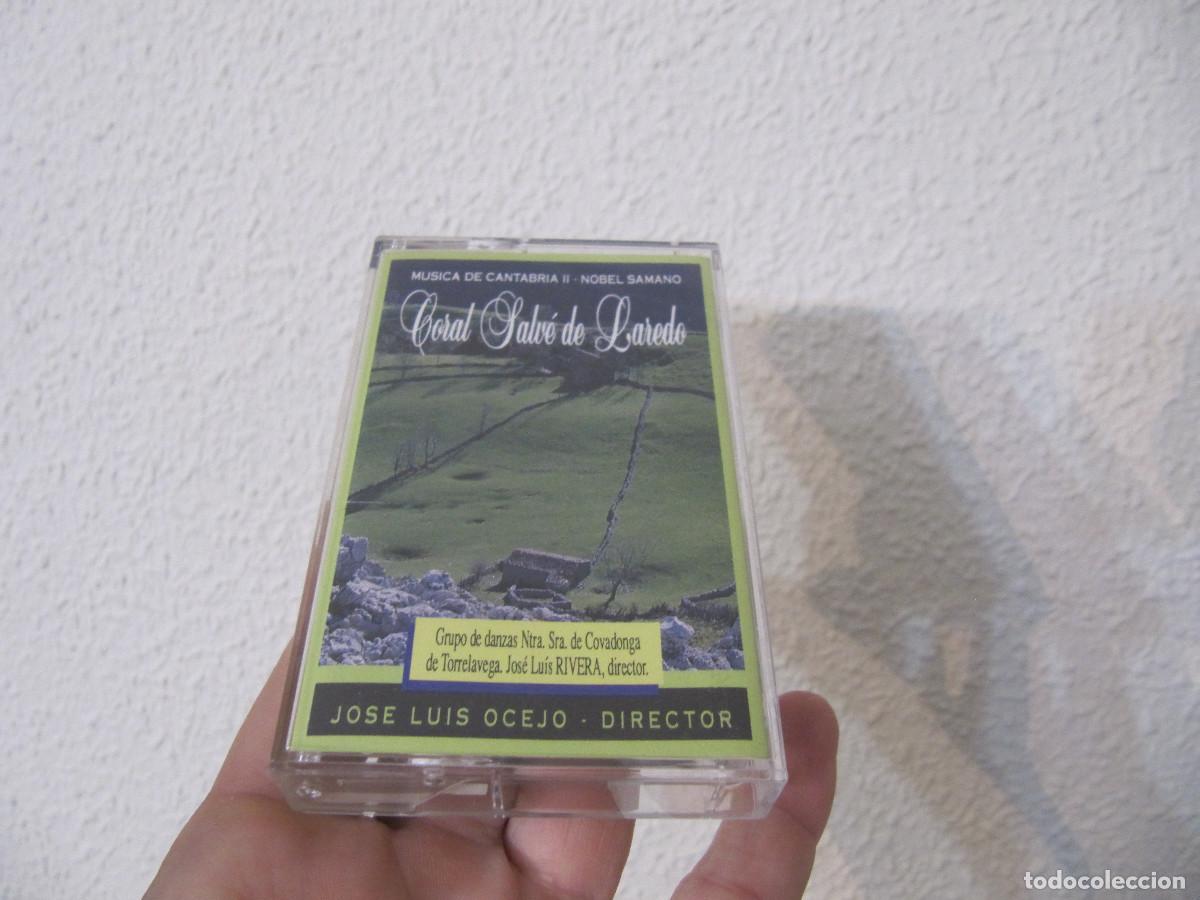 MUSICA DE CANTABRIA II · NOBEL SAMANO
Coral Salvé de Laredo
Grupo de danzas Ntra. Sra. de Covadonga
de Torrelavega. José Luís RIVERA, director.
JOSE LUIS OCEJO - DIRECTOR
todocoleccion